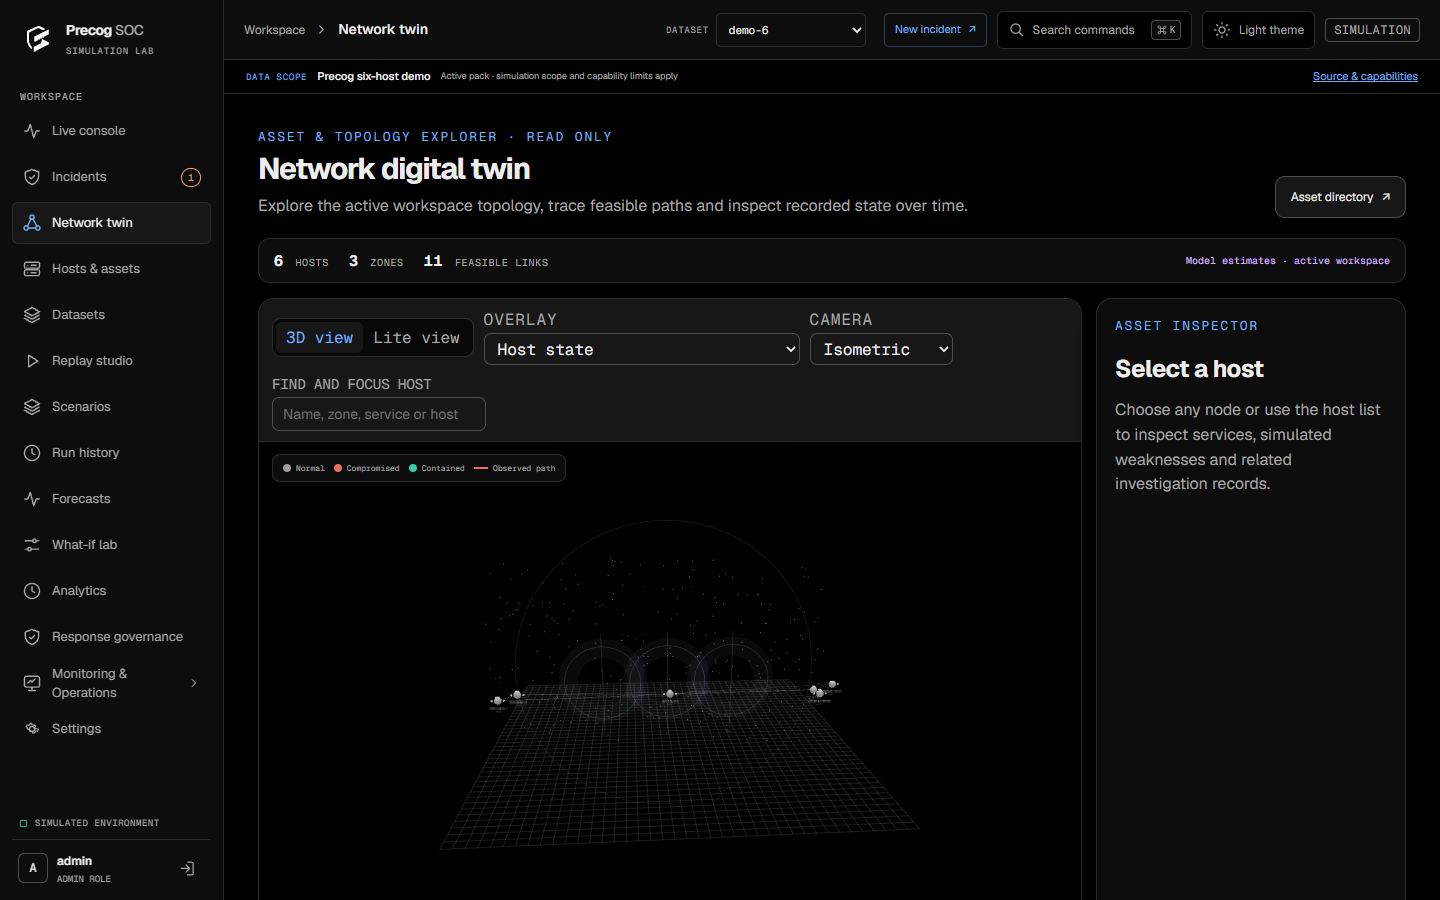 Precog SOC
SIMULATION LAB
WORKSPACE
Live console
Incidents
1
Network twin
Hosts & assets
Datasets
Replay studio
Scenarios
Run history
Forecasts
What-if lab
Analytics
Response governance
Monitoring &
Operations
Settings
SIMULATED ENVIRONMENT
A
admin
ADMIN ROLE
Workspace
Network twin
DATASET
demo-6
New incident ↗
Search commands
⌘ K
Light theme
SIMULATION
DATA SCOPE
Precog six-host demo
Active pack · simulation scope and capability limits apply
Source & capabilities
ASSET & TOPOLOGY EXPLORER · READ ONLY
Network digital twin
Explore the active workspace topology, trace feasible paths and inspect recorded state over time.
Asset directory ↗
6 HOSTS 3 ZONES 11 FEASIBLE LINKS
Model estimates · active workspace
3D view
Lite view
OVERLAY
Host state
CAMERA
Isometric
FIND AND FOCUS HOST
Name, zone, service or host
Normal
Compromised
Contained
Observed path
ASSET INSPECTOR
Select a host
Choose any node or use the host list
to inspect services, simulated
weaknesses and related
investigation records.